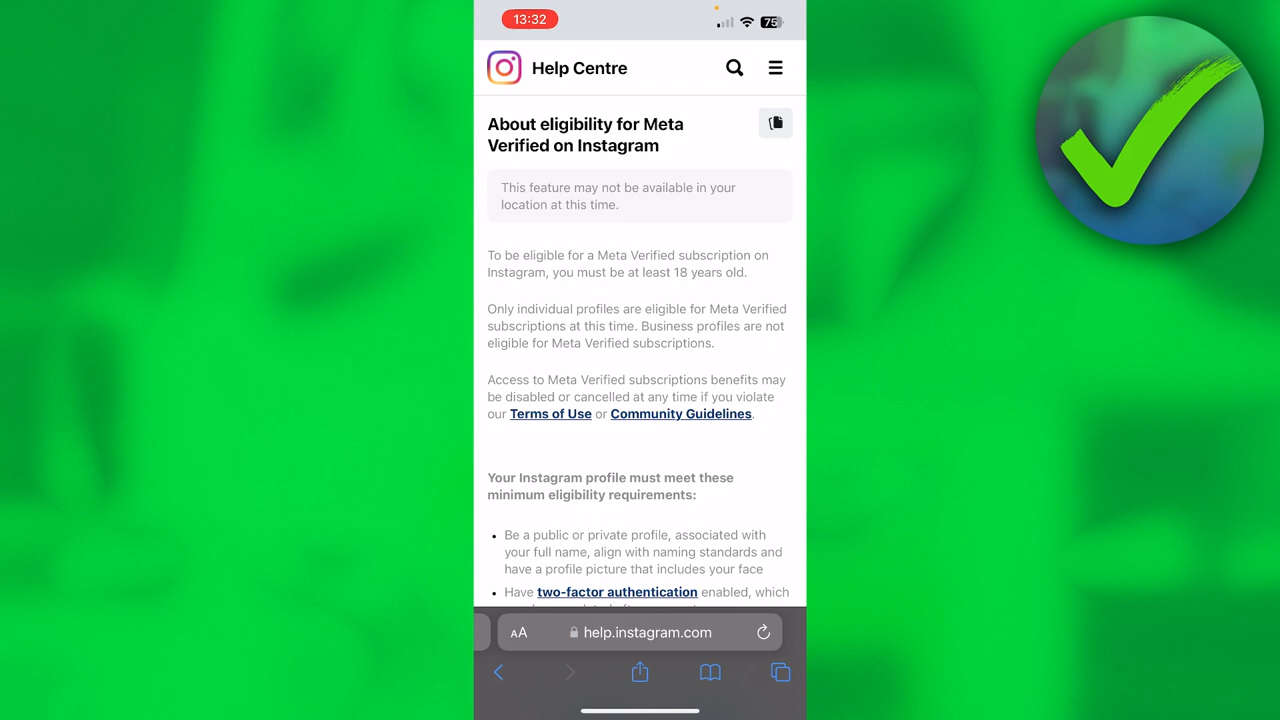 13:32
75
Help Centre
About eligibility for Meta
Verified on Instagram
This feature may not be available in your
location at this time.
To be eligible for a Meta Verified subscription on
Instagram, you must be at least 18 years old.
Only individual profiles are eligible for Meta Verified
subscriptions at this time. Business profiles are not
eligible for Meta Verified subscriptions.
Access to Meta Verified subscriptions benefits may
be disabled or cancelled at any time if you violate
our Terms of Use or Community Guidelines.
Your Instagram profile must meet these
minimum eligibility requirements:
• Be a public or private profile, associated with
your full name, align with naming standards and
have a profile picture that includes your face
• Have two-factor authentication enabled, which
AA help.instagram.com